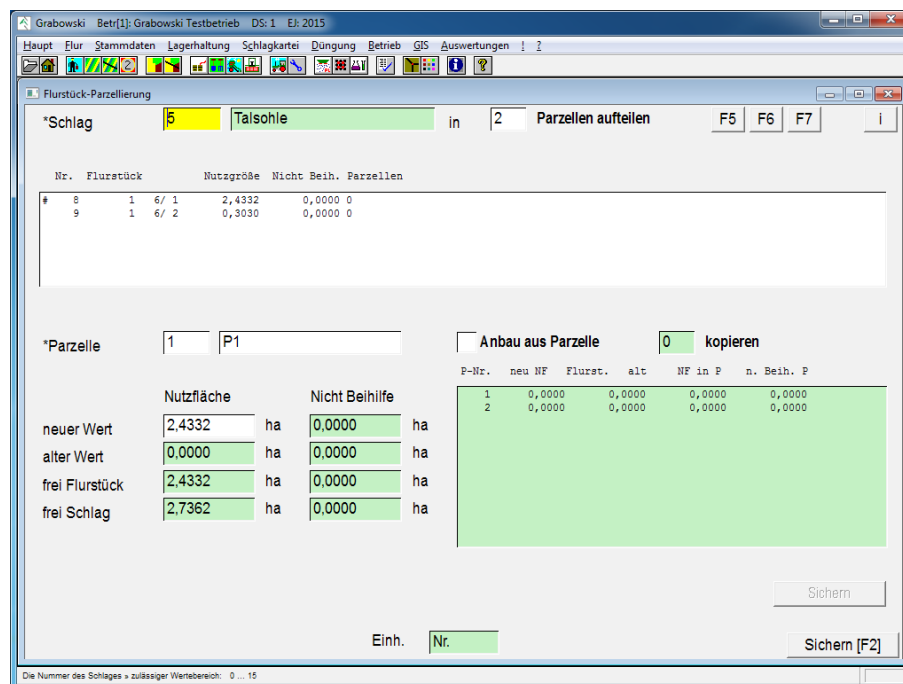 Grabowski Betr[1]: Grabowski Testbetrieb DS: 1 EJ: 2015
Haupt Flur Stammdaten Lagerhaltung Schlagkartei Düngung Betrieb GIS Auswertungen ! ?
Flurstück-Parzellierung
*Schlag 5 Talsohle in 2 Parzellen aufteilen F5 F6 F7 i
Nr. Flurstück Nutzgröße Nicht Beih. Parzellen
# 8 1 6/ 1 2,4332 0,0000 0
9 1 6/ 2 0,3030 0,0000 0
*Parzelle 1 P1 Anbau aus Parzelle 0 kopieren
P-Nr. neu NF Flurst. alt NF in P n. Beih. P
1 0,0000 0,0000 0,0000 0,0000
2 0,0000 0,0000 0,0000 0,0000
Nutzfläche Nicht Beihilfe
neuer Wert 2,4332 ha 0,0000 ha
alter Wert 0,0000 ha 0,0000 ha
frei Flurstück 2,4332 ha 0,0000 ha
frei Schlag 2,7362 ha 0,0000 ha
Sichern
Einh. Nr. Sichern [F2]
Die Nummer des Schlages » zulässiger Wertebereich: 0 ... 15